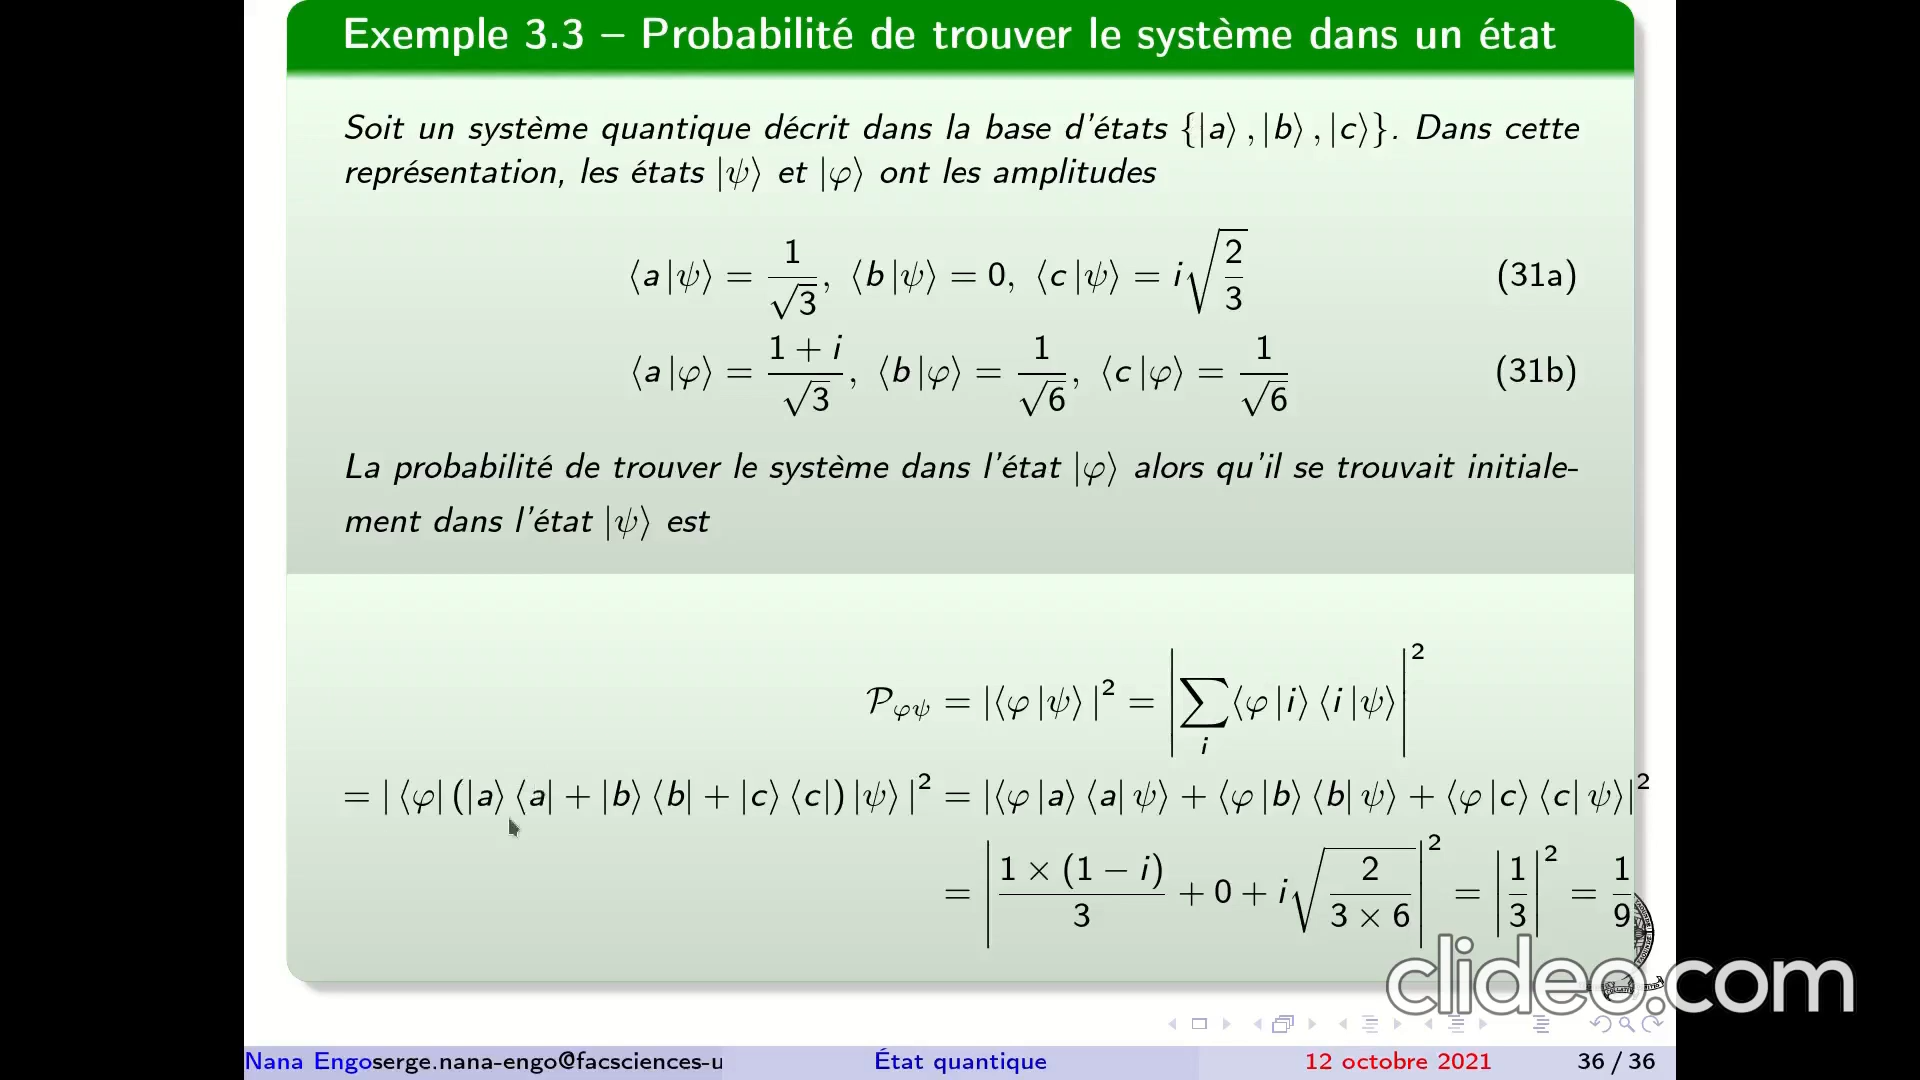 Exemple 3.3 – Probabilité de trouver le système dans un état
Soit un système quantique décrit dans la base d'états {|a⟩, |b⟩, |c⟩}. Dans cette
représentation, les états |ψ⟩ et |φ⟩ ont les amplitudes
⟨a|ψ⟩ = 1/√3, ⟨b|ψ⟩ = 0, ⟨c|ψ⟩ = i√(2/3) (31a)
⟨a|φ⟩ = (1 + i)/√3, ⟨b|φ⟩ = 1/√6, ⟨c|φ⟩ = 1/√6 (31b)
La probabilité de trouver le système dans l'état |φ⟩ alors qu'il se trouvait initiale-
ment dans l'état |ψ⟩ est
𝒫φψ = |⟨φ|ψ⟩|² = |∑i ⟨φ|i⟩ ⟨i|ψ⟩|²
= |⟨φ| (|a⟩ ⟨a| + |b⟩ ⟨b| + |c⟩ ⟨c|) |ψ⟩|² = |⟨φ|a⟩ ⟨a|ψ⟩ + ⟨φ|b⟩ ⟨b|ψ⟩ + ⟨φ|c⟩ ⟨c|ψ⟩|²
= |1 × (1 − i)/3 + 0 + i√(2/(3 × 6))|² = |1/3|² = 1/9
clideo.com
Nana Engoserge.nana-engo@facsciences-u État quantique 12 octobre 2021 36 / 36